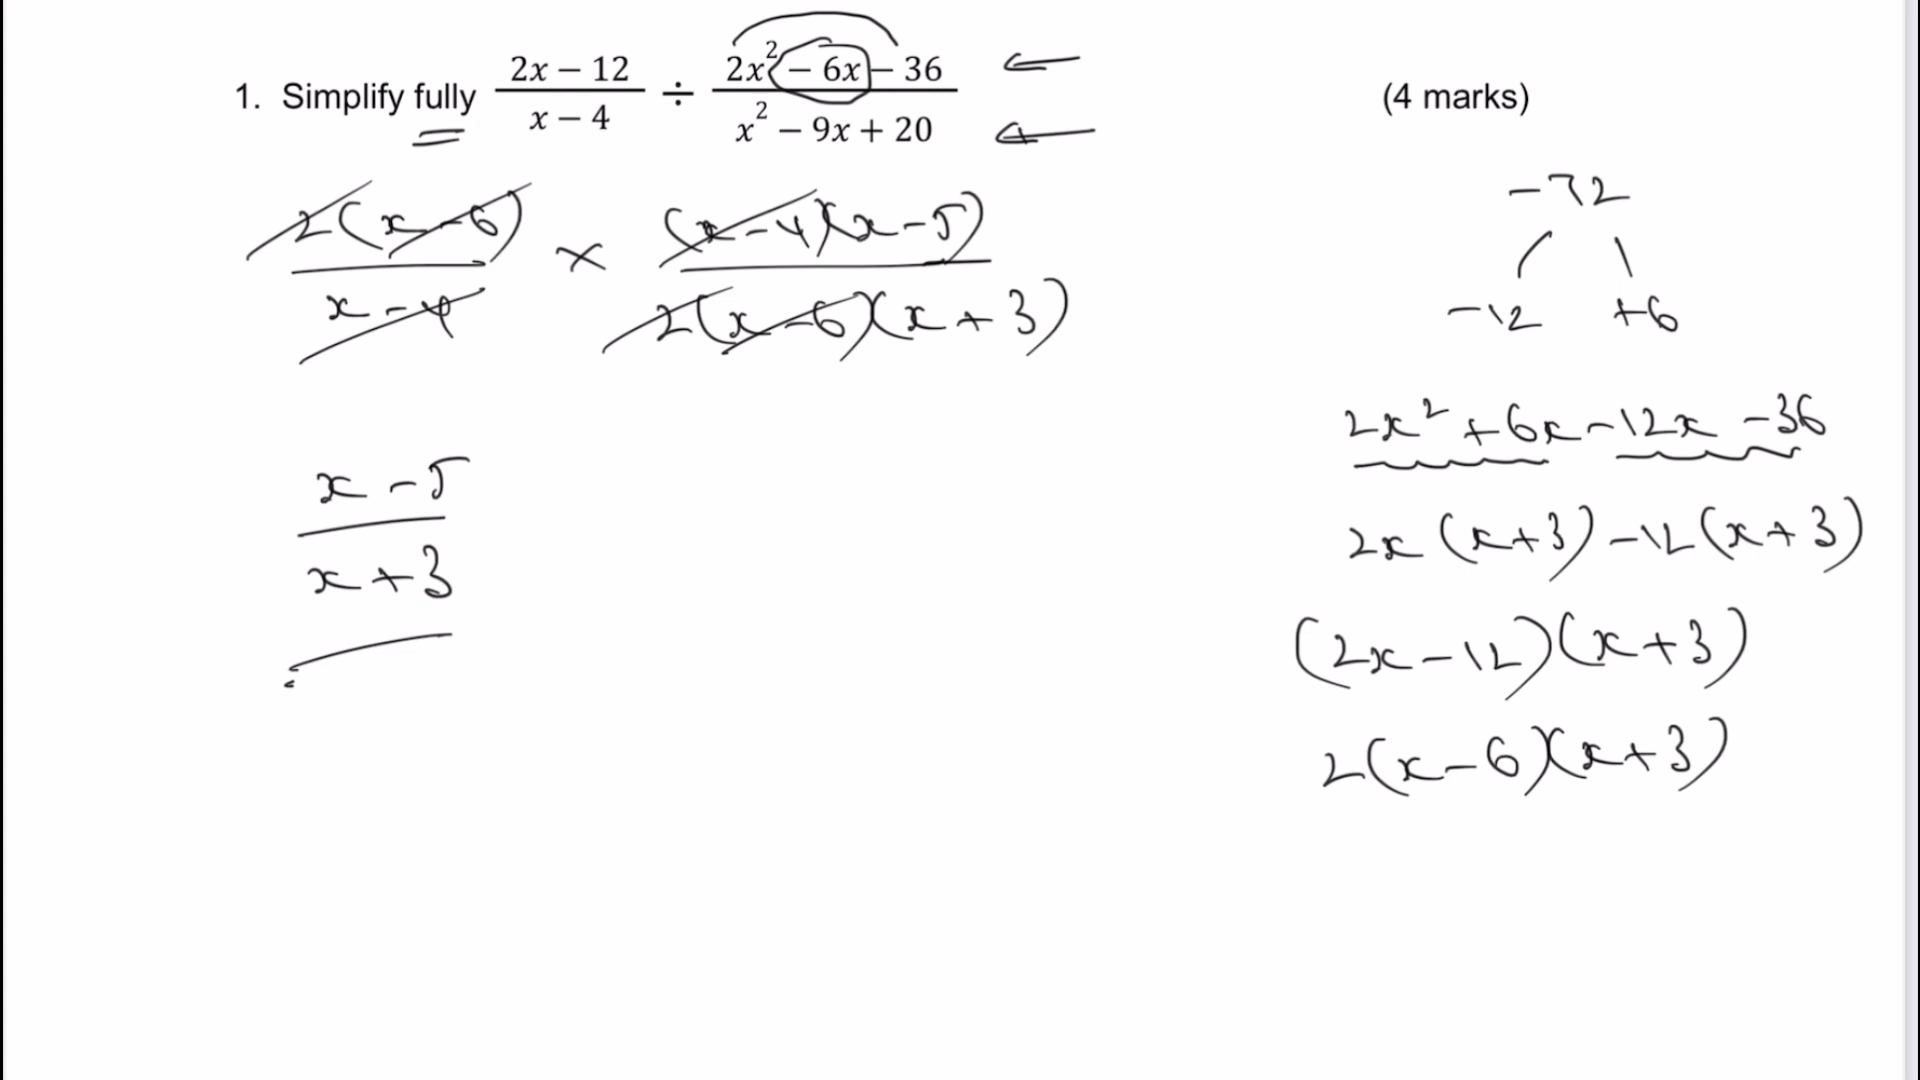 1. Simplify fully (2x − 12)/(x − 4) ÷ (2x² − 6x − 36)/(x² − 9x + 20) (4 marks)
2(x-6)/(x-4) × (x-4)(x-5)/2(x-6)(x+3)
x-5
x+3
-72
-12 +6
2x² +6x -12x -36
2x (x+3) -12 (x+3)
(2x-12)(x+3)
2(x-6)(x+3)